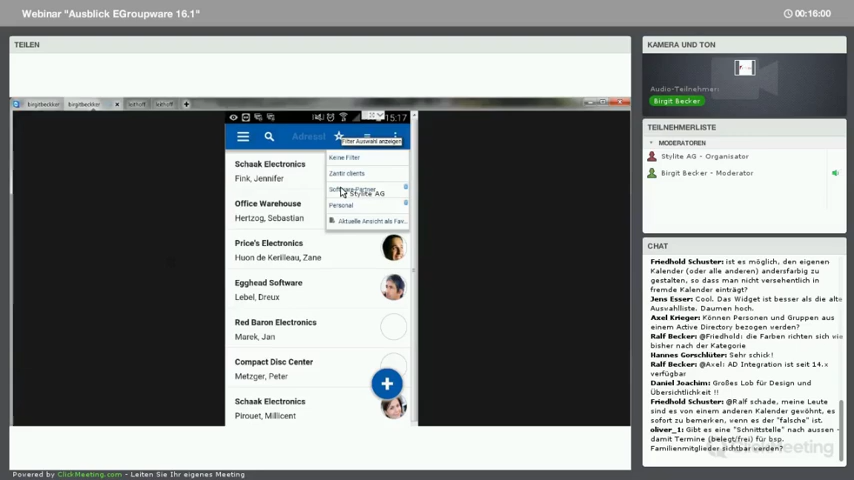 Webinar "Ausblick EGroupware 16.1"
00:16:00
TEILEN
birgitbeckker
birgitbeckker
15:17
Filter Auswahl anzeigen
Keine Filter
Zantir clients
Software-Partner
Stylite AG
Personal
Aktuelle Ansicht als Fav...
Schaak Electronics
Fink, Jennifer
Office Warehouse
Hertzog, Sebastian
Price's Electronics
Huon de Kerilleau, Zane
Egghead Software
Lebel, Dreux
Red Baron Electronics
Marek, Jan
Compact Disc Center
Metzger, Peter
Schaak Electronics
Pirouet, Millicent
KAMERA UND TON
Audio-Teilnehmer:
Birgit Becker
TEILNEHMERLISTE
MODERATOREN
Stylite AG - Organisator
Birgit Becker - Moderator
CHAT
Friedhold Schuster: ist es möglich, den eigenen
Kalender (oder alle anderen) andersfarbig zu
gestalten, so dass man nicht versehentlich in
fremde Kalender einträgt?
Jens Esser: Cool. Das Widget ist besser als die alte
Auswahlliste. Daumen hoch.
Axel Krieger: Können Personen und Gruppen aus
einem Active Directory bezogen werden?
Ralf Becker: @Friedhold: die Farben richten sich wie
bisher nach der Kategorie
Hannes Gorschlüter: Sehr schick!
Ralf Becker: @Axel: AD Integration ist seit 14.x
verfügbar
Daniel Joachim: Großes Lob für Design und
Übersichtlichkeit !!
Friedhold Schuster: @Ralf schade, meine Leute
sind es von einem anderen Kalender gewöhnt, es
sofort zu bemerken, wenn es der "falsche" ist.
oliver_1: Gibt es eine "Schnittstelle" nach aussen -
damit Termine (belegt/frei) für bsp.
Familienmitglieder sichtbar werden?
ClickMeeting
Powered by ClickMeeting.com - Leiten Sie Ihr eigenes Meeting